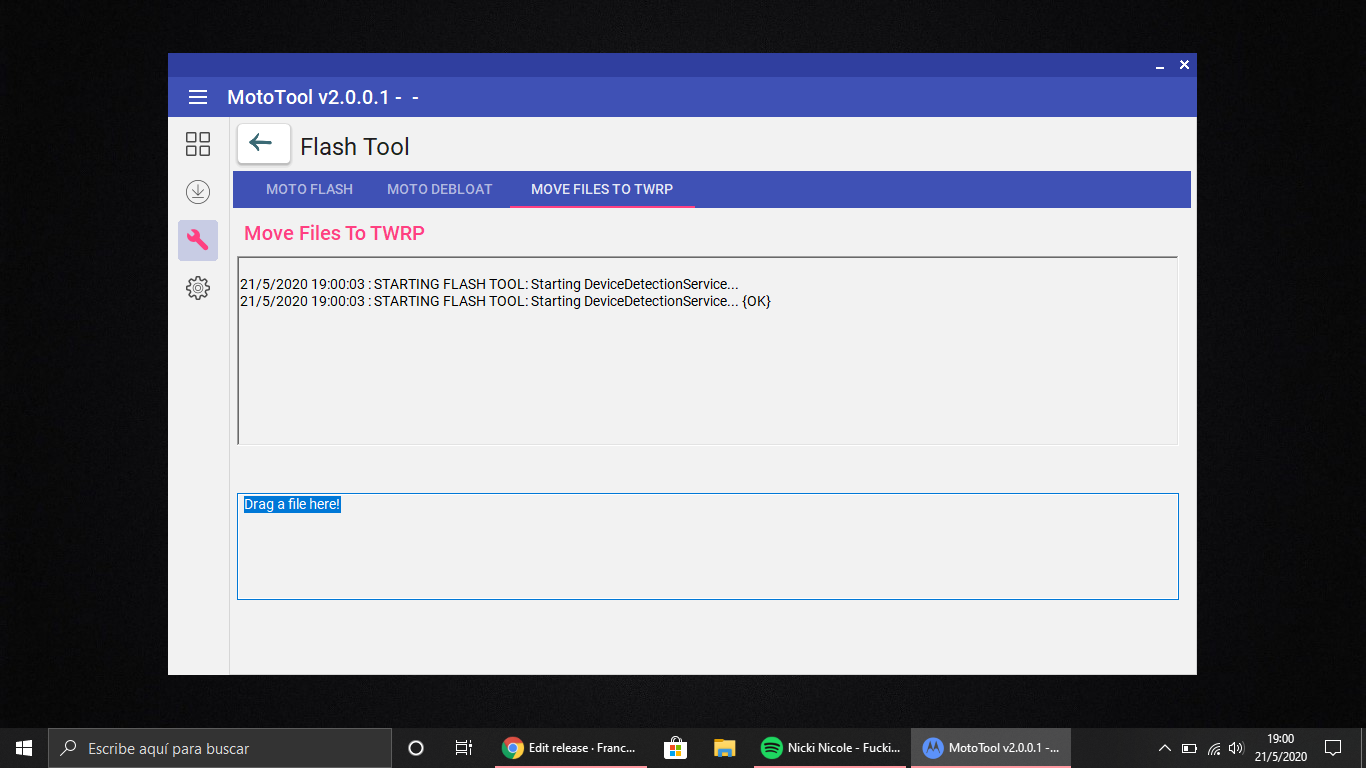 MotoTool v2.0.0.1 -  -
Flash Tool
MOTO FLASH
MOTO DEBLOAT
MOVE FILES TO TWRP
Move Files To TWRP
21/5/2020 19:00:03 : STARTING FLASH TOOL: Starting DeviceDetectionService...
21/5/2020 19:00:03 : STARTING FLASH TOOL: Starting DeviceDetectionService... {OK}
Drag a file here!
Escribe aquí para buscar
Edit release · Franc...
Nicki Nicole - Fucki...
MotoTool v2.0.0.1 -...
19:00
21/5/2020